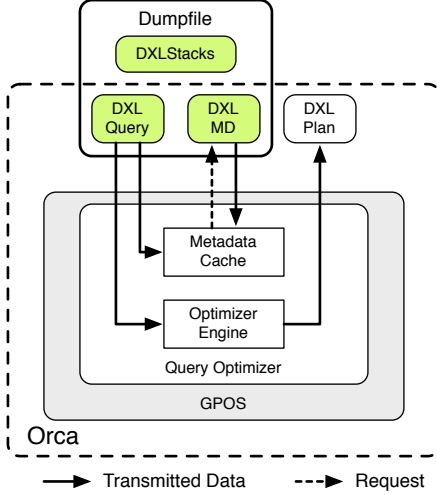 Dumpfile
DXLStacks
DXL
Query
DXL
MD
DXL
Plan
Metadata
Cache
Optimizer
Engine
Query Optimizer
GPOS
Orca
Transmitted Data
Request